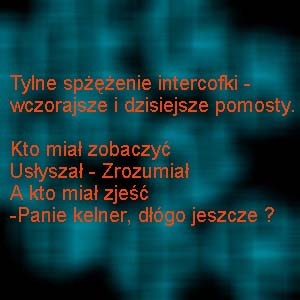 Tylne spżężenie intercofki -
wczorajsze i dzisiejsze pomosty.
Kto miał zobaczyć
Usłyszał - Zrozumiał
A kto miał zjeść
-Panie kelner, dłógo jeszcze ?